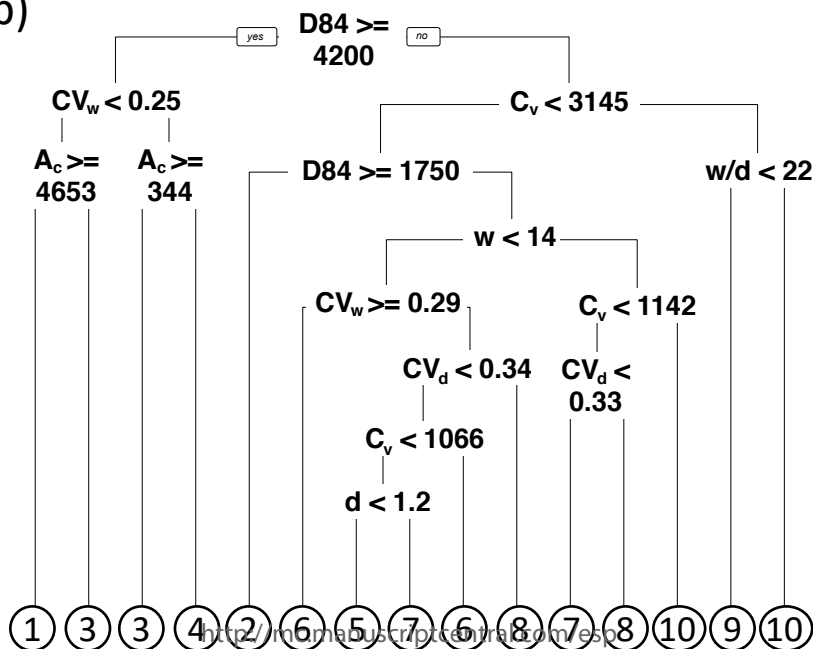 b)
D84 >=
4200
yes
no
CVw < 0.25
Cv < 3145
Ac >=
4653
Ac >=
344
D84 >= 1750
w/d < 22
w < 14
CVw >= 0.29
Cv < 1142
CVd < 0.34
CVd <
0.33
Cv < 1066
d < 1.2
1 3 3 4 2 6 5 7 6 8 7 8 10 9 10
http://mc.manuscriptcentral.com/esp